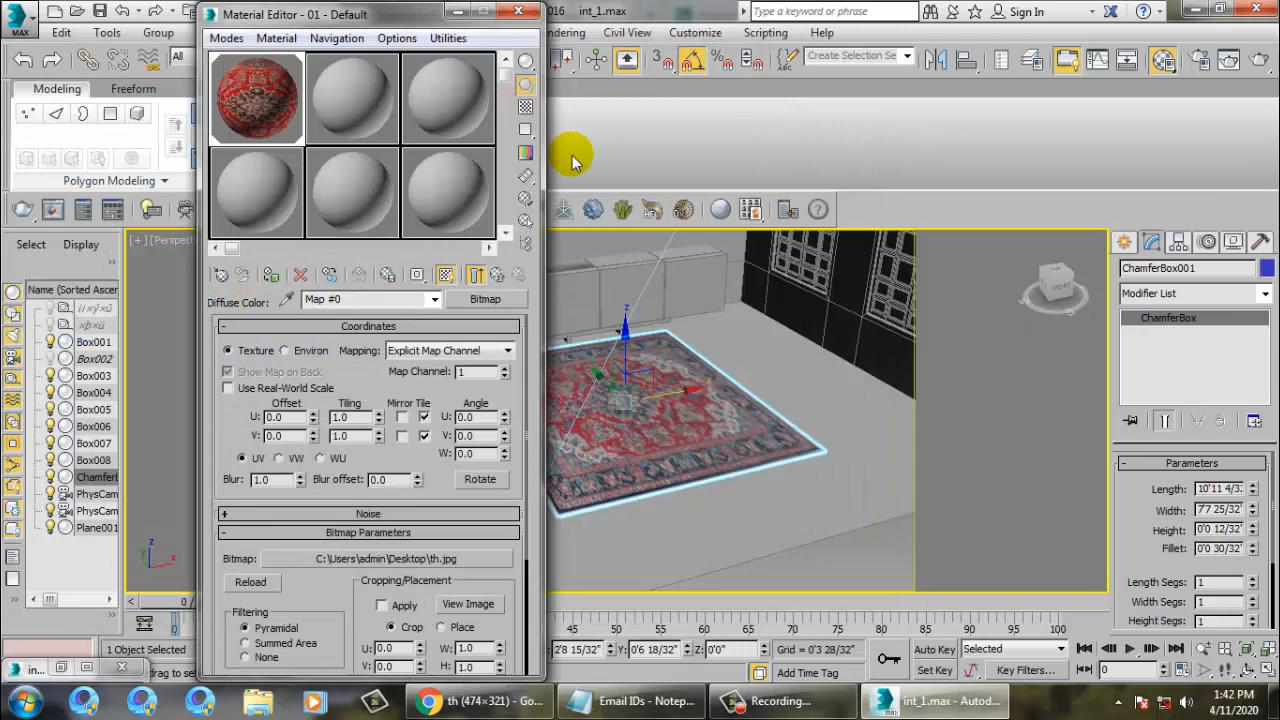 Material Editor - 01 - Default
2016 int_1.max
Type a keyword or phrase
Sign In
MAX
Edit Tools Group
Modes Material Navigation Options Utilities
dering Civil View Customize Scripting Help
All
3
Create Selection Se
Modeling Freeform
Polygon Modeling
Select Display
[+] [Perspect
Name (Sorted Ascer
Box001
Box002
Box003
Box004
Box005
Box006
Box007
Box008
ChamferB
PhysCam
PhysCam
Plane001
Diffuse Color: Map #0 Bitmap
- Coordinates
Texture Environ Mapping: Explicit Map Channel
Show Map on Back Map Channel: 1
Use Real-World Scale
Offset Tiling Mirror Tile Angle
U: 0.0 1.0 U: 0.0
V: 0.0 1.0 V: 0.0
UV VW WU W: 0.0
Blur: 1.0 Blur offset: 0.0 Rotate
+ Noise
- Bitmap Parameters
Bitmap: C:\Users\admin\Desktop\th.jpg
Reload
Cropping/Placement
Apply View Image
Crop Place
U: 0.0 W: 1.0
V: 0.0 H: 1.0
Filtering
Pyramidal
Summed Area
None
z
x
z
FRONT
ChamferBox001
Modifier List
ChamferBox
- Parameters
Length: 10'11 4/32
Width: 7'7 25/32"
Height: 0'0 12/32"
Fillet: 0'0 30/32"
Length Segs: 1
Width Segs: 1
Height Segs: 1
0 /
45 50 55 60 65 70 75 80 85 90 95 100
1 Object Selected
2'8 15/32" Y: 0'6 18/32" Z: 0'0" Grid = 0'3 28/32"
Add Time Tag
Auto Key Selected
Set Key Key Filters...
0
in...
th (474×321) - Go...
Email IDs - Notep...
Recording...
int_1.max - Autod...
1:42 PM
4/11/2020